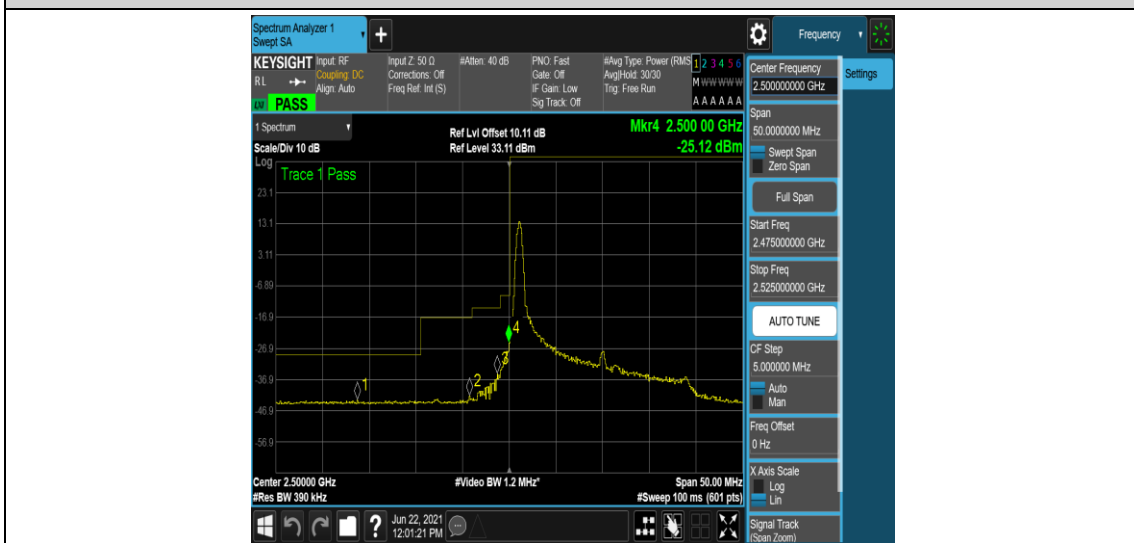 Spectrum Analyzer 1
Swept SA
+
Frequency
KEYSIGHT
RL
LXI PASS
Input: RF
Coupling: DC
Align: Auto
Input Z: 50 Ω
Corrections: Off
Freq Ref: Int (S)
#Atten: 40 dB
PNO: Fast
Gate: Off
IF Gain: Low
Sig Track: Off
#Avg Type: Power (RMS
Avg|Hold: 30/30
Trig: Free Run
1 2 3 4 5 6
M W W W W W
A A A A A A
1 Spectrum
Scale/Div 10 dB
Ref Lvl Offset 10.11 dB
Ref Level 33.11 dBm
Mkr4 2.500 00 GHz
-25.12 dBm
Log
Trace 1 Pass
23.1
13.1
3.11
-6.89
-16.9
-26.9
-36.9
-46.9
-56.9
1
2
3
4
Center 2.50000 GHz
#Res BW 390 kHz
#Video BW 1.2 MHz*
Span 50.00 MHz
#Sweep 100 ms (601 pts)
?
Jun 22, 2021
12:01:21 PM
Center Frequency
2.500000000 GHz
Settings
Span
50.0000000 MHz
Swept Span
Zero Span
Full Span
Start Freq
2.475000000 GHz
Stop Freq
2.525000000 GHz
AUTO TUNE
CF Step
5.000000 MHz
Auto
Man
Freq Offset
0 Hz
X Axis Scale
Log
Lin
Signal Track
(Span Zoom)